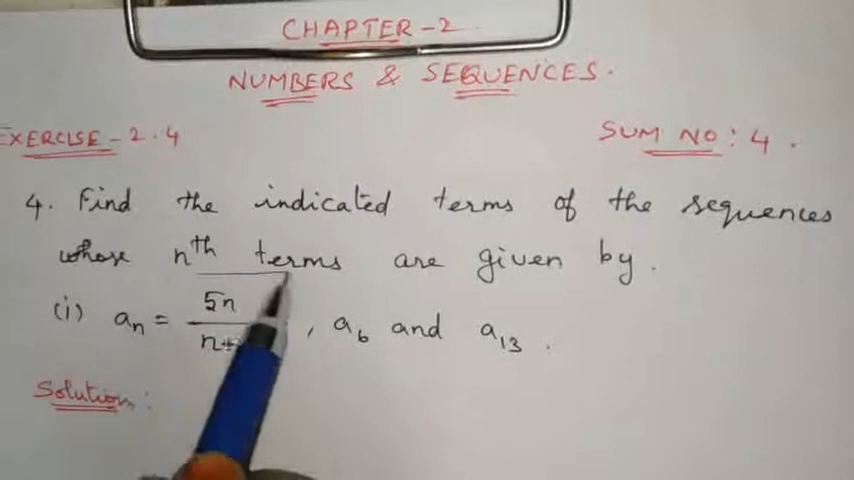 CHAPTER-2
NUMBERS & SEQUENCES.
EXERCISE-2.4
SUM NO: 4.
4. Find the indicated terms of the sequences
whose nth terms are given by.
(i) an = 5n
n+ , a6 and a13.
Solution: